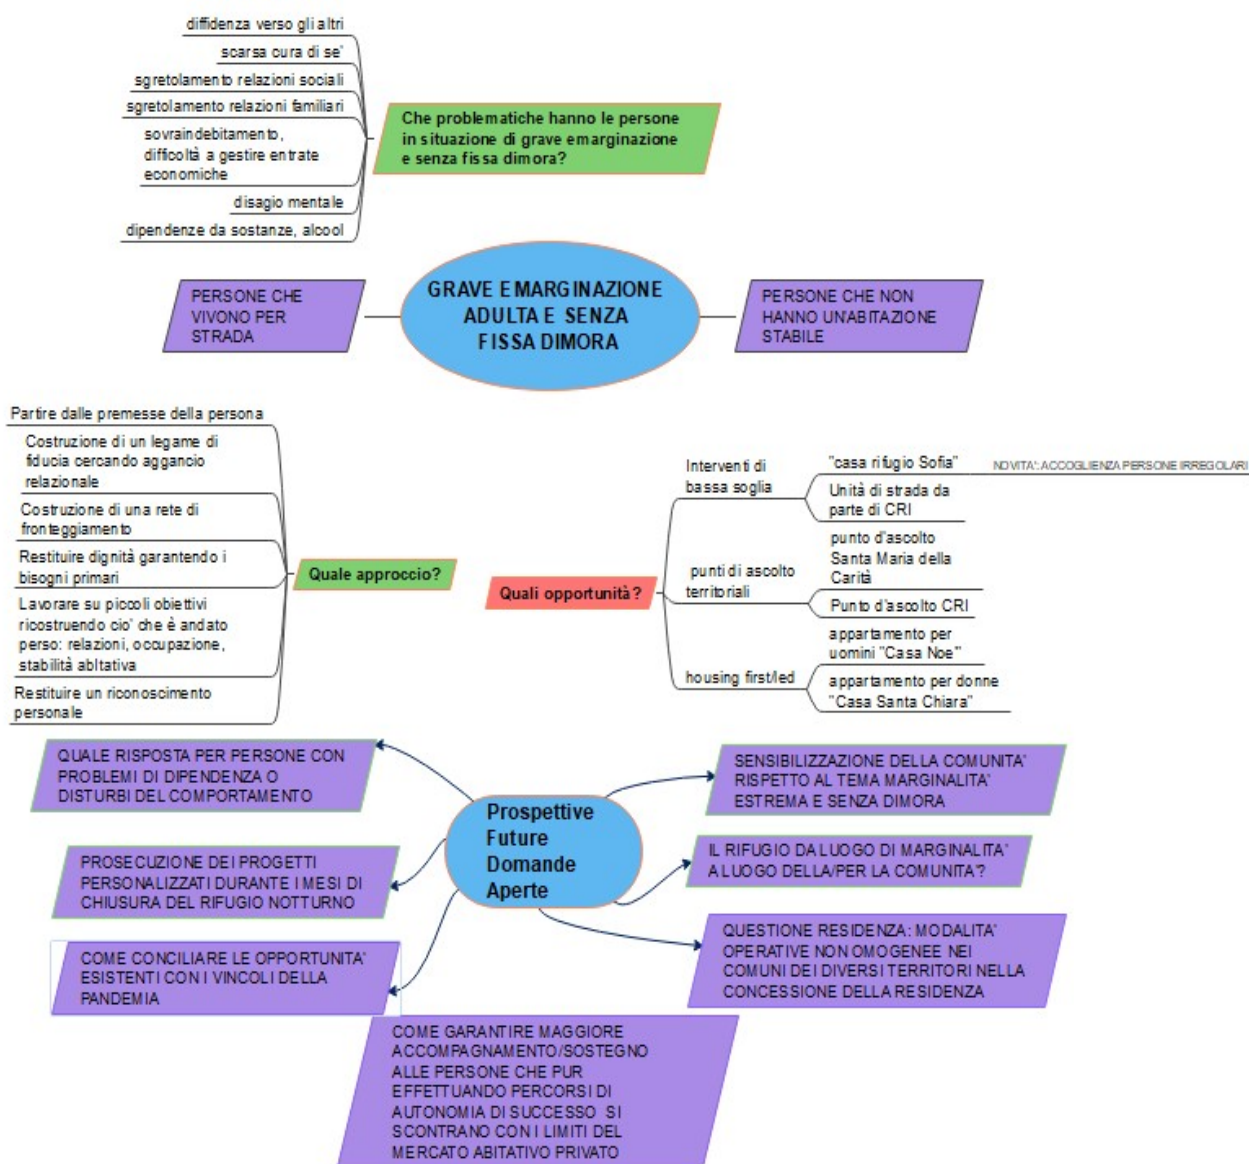 diffidenza verso gli altri
scarsa cura di se'
sgretolamento relazioni sociali
sgretolamento relazioni familiari
sovraindebitamento,
difficoltà a gestire entrate
economiche
disagio mentale
dipendenze da sostanze, alcool
Che problematiche hanno le persone
in situazione di grave emarginazione
e senza fissa dimora?
PERSONE CHE
VIVONO PER
STRADA
GRAVE EMARGINAZIONE
ADULTA E SENZA
FISSA DIMORA
PERSONE CHE NON
HANNO UN'ABITAZIONE
STABILE
Partire dalle premesse della persona
Costruzione di un legame di
fiducia cercando aggancio
relazionale
Costruzione di una rete di
fronteggiamento
Restituire dignità garantendo i
bisogni primari
Lavorare su piccoli obiettivi
ricostruendo cio' che è andato
perso: relazioni, occupazione,
stabilità abItativa
Restituire un riconoscimento
personale
Quale approccio?
Quali opportunità?
Interventi di
bassa soglia
"casa rifugio Sofia"
NOVITA': ACCOGLIENZA PERSONE IRREGOLARI
Unità di strada da
parte di CRI
punti di ascolto
territoriali
punto d'ascolto
Santa Maria della
Carità
Punto d'ascolto CRI
housing first/led
appartamento per
uomini "Casa Noe'"
appartamento per donne
"Casa Santa Chiara"
Prospettive
Future
Domande
Aperte
QUALE RISPOSTA PER PERSONE CON
PROBLEMI DI DIPENDENZA O
DISTURBI DEL COMPORTAMENTO
PROSECUZIONE DEI PROGETTI
PERSONALIZZATI DURANTE I MESI DI
CHIUSURA DEL RIFUGIO NOTTURNO
COME CONCILIARE LE OPPORTUNITA'
ESISTENTI CON I VINCOLI DELLA
PANDEMIA
SENSIBILIZZAZIONE DELLA COMUNITA'
RISPETTO AL TEMA MARGINALITA'
ESTREMA E SENZA DIMORA
IL RIFUGIO DA LUOGO DI MARGINALITA'
A LUOGO DELLA/PER LA COMUNITA'?
QUESTIONE RESIDENZA: MODALITA'
OPERATIVE NON OMOGENEE NEI
COMUNI DEI DIVERSI TERRITORI NELLA
CONCESSIONE DELLA RESIDENZA
COME GARANTIRE MAGGIORE
ACCOMPAGNAMENTO/SOSTEGNO
ALLE PERSONE CHE PUR
EFFETTUANDO PERCORSI DI
AUTONOMIA DI SUCCESSO SI
SCONTRANO CON I LIMITI DEL
MERCATO ABITATIVO PRIVATO